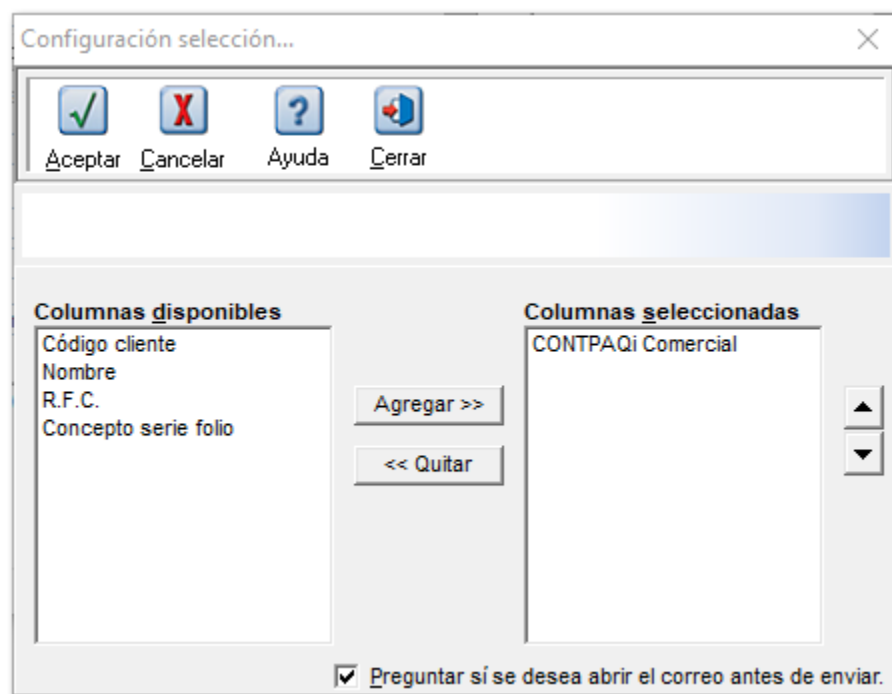 Configuración selección...
Aceptar Cancelar Ayuda Cerrar
Columnas disponibles
Código cliente
Nombre
R.F.C.
Concepto serie folio
Agregar >>
<< Quitar
Columnas seleccionadas
CONTPAQi Comercial
Preguntar sí se desea abrir el correo antes de enviar.